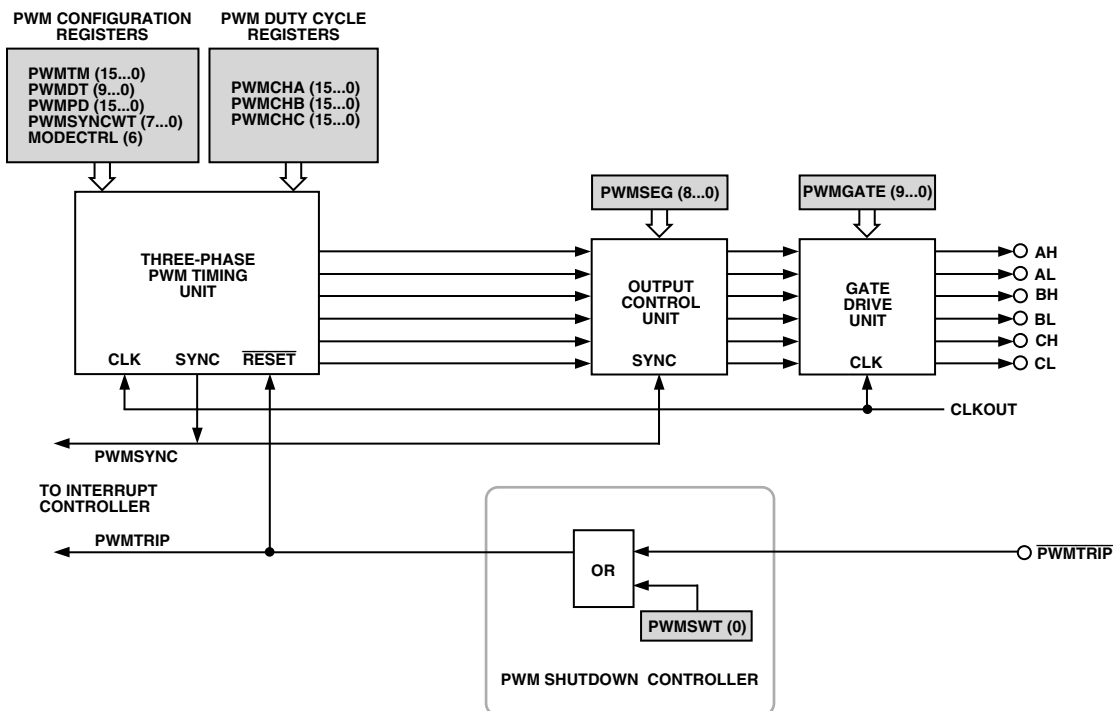 PWM CONFIGURATION
REGISTERS
PWM DUTY CYCLE
REGISTERS
PWMTM (15...0)
PWMDT (9...0)
PWMPD (15...0)
PWMSYNCWT (7...0)
MODECTRL (6)
PWMCHA (15...0)
PWMCHB (15...0)
PWMCHC (15...0)
PWMSEG (8...0)
PWMGATE (9...0)
THREE-PHASE
PWM TIMING
UNIT
CLK
SYNC
RESET
OUTPUT
CONTROL
UNIT
SYNC
GATE
DRIVE
UNIT
CLK
AH
AL
BH
BL
CH
CL
CLKOUT
PWMSYNC
TO INTERRUPT
CONTROLLER
PWMTRIP
OR
PWMTRIP
PWMSWT (0)
PWM SHUTDOWN CONTROLLER